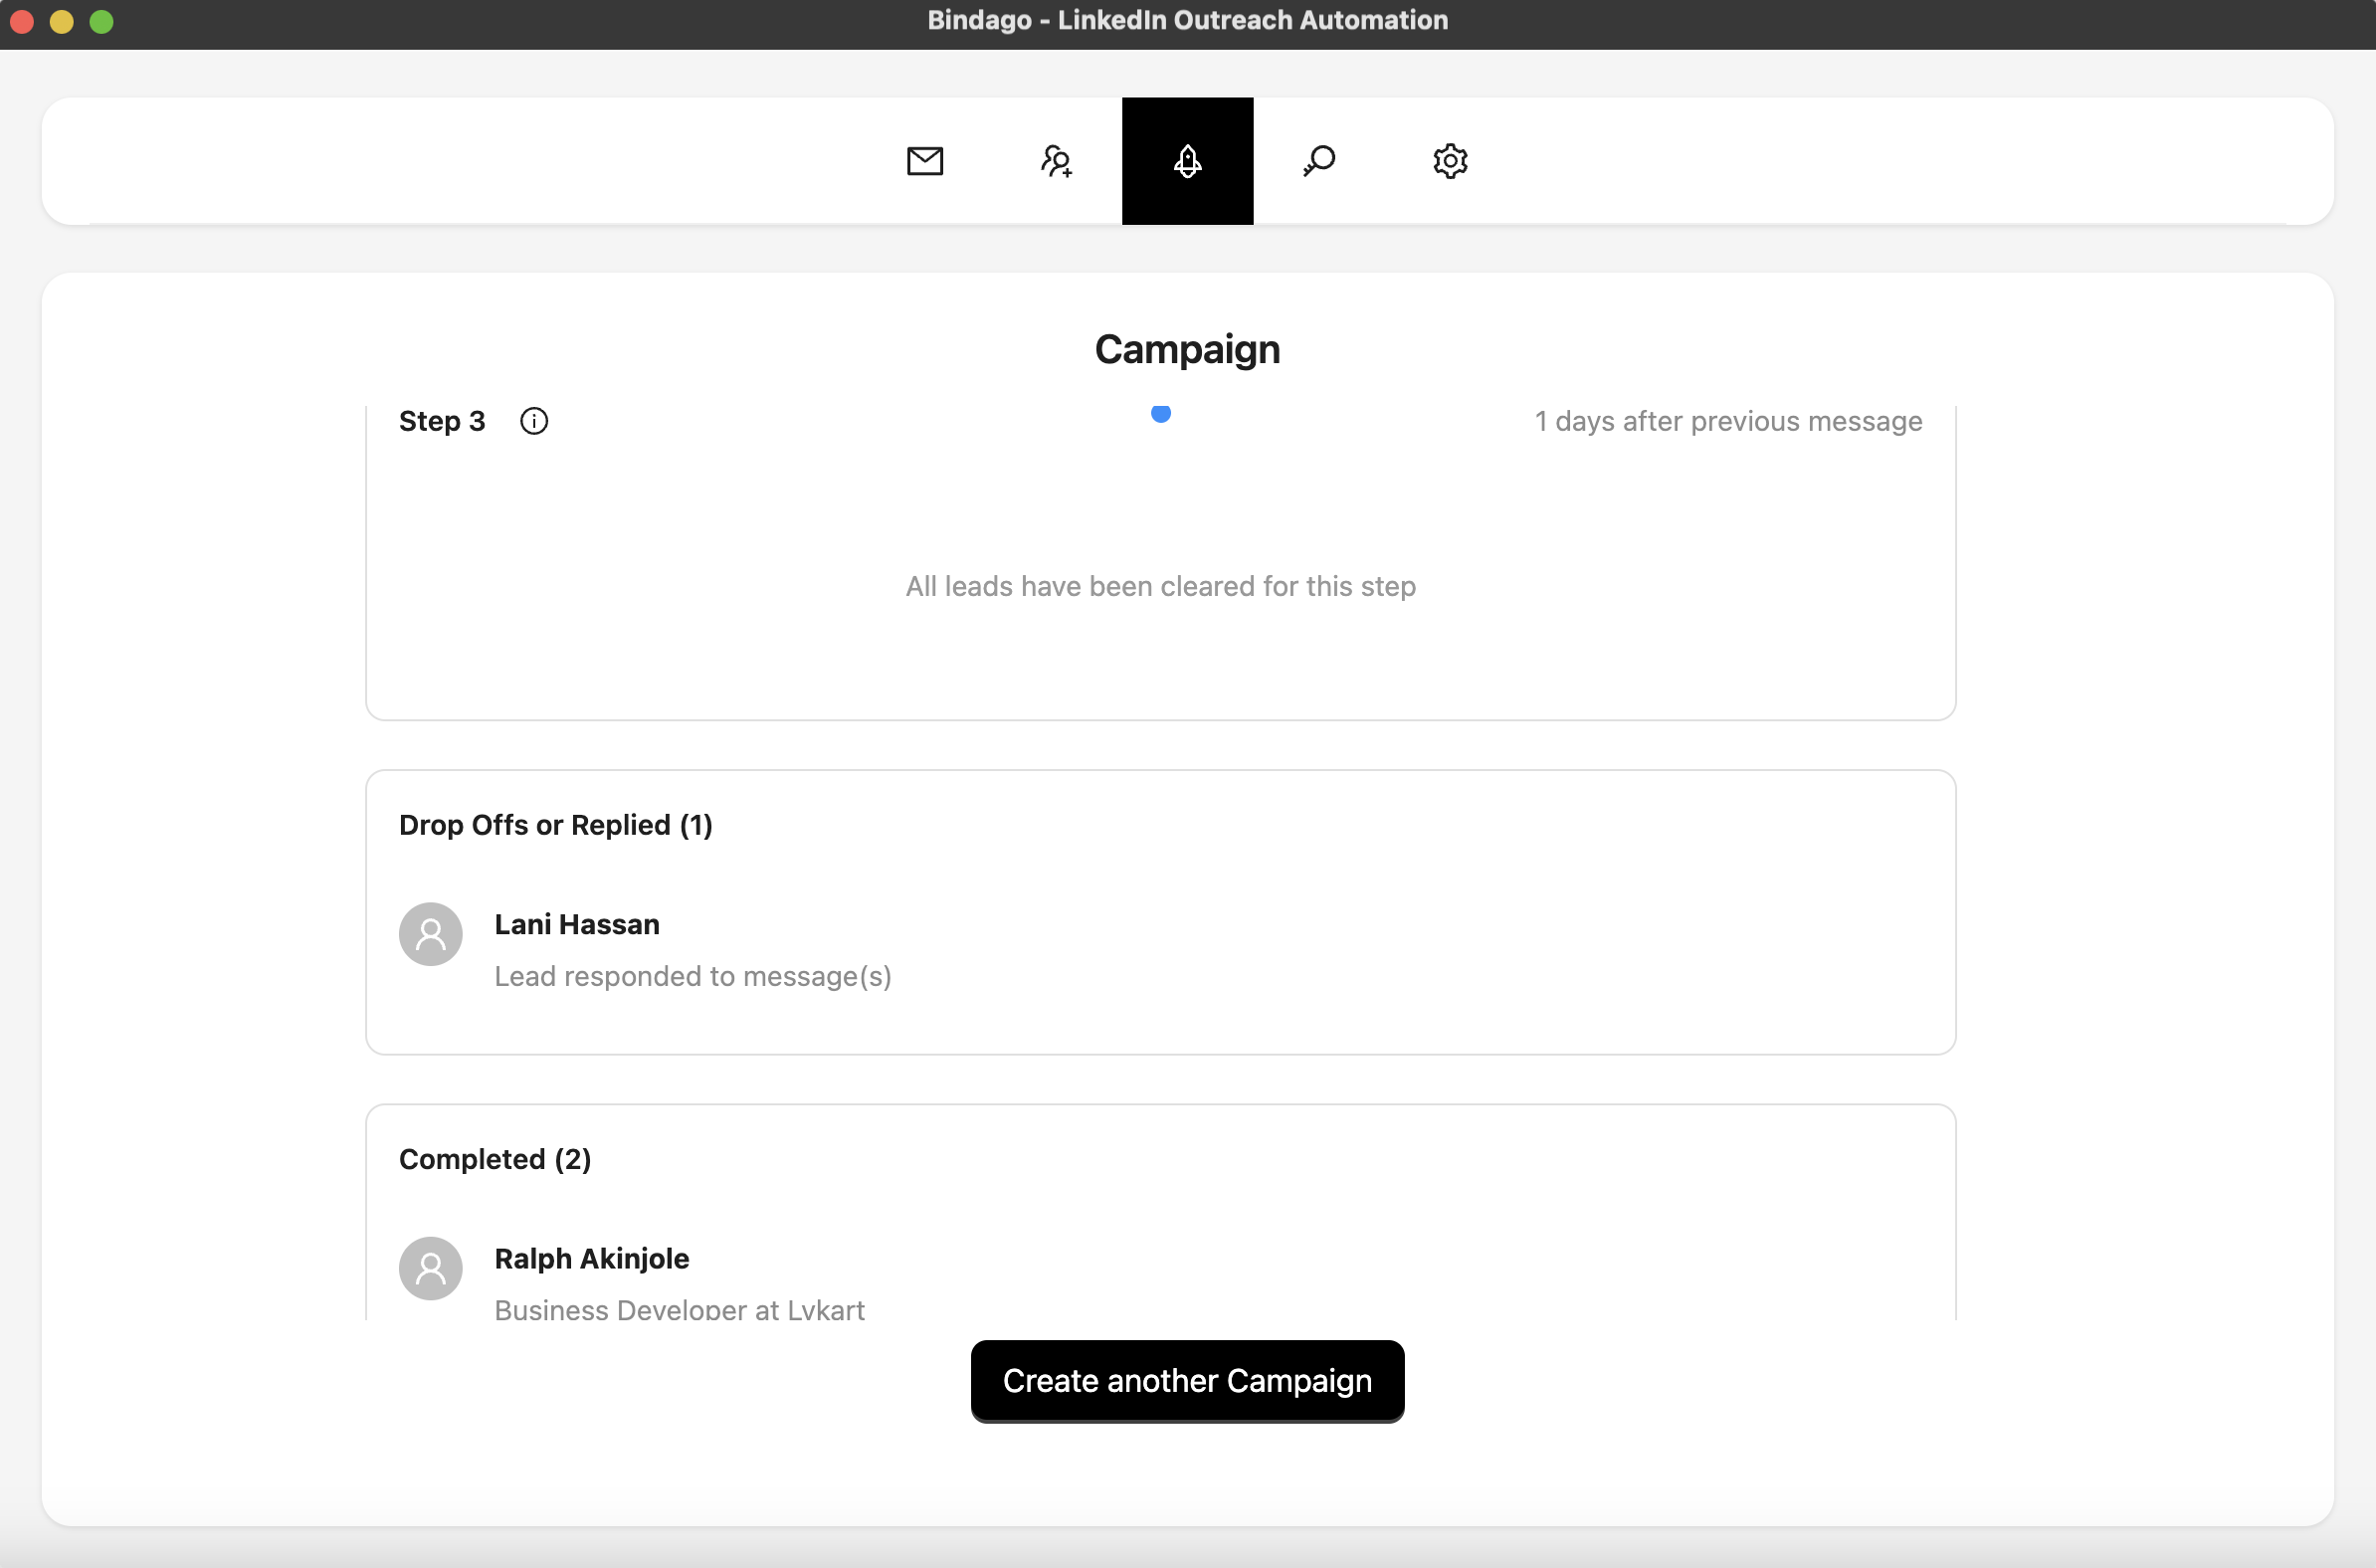 Bindago - LinkedIn Outreach Automation
Campaign
Step 3
1 days after previous message
All leads have been cleared for this step
Drop Offs or Replied (1)
Lani Hassan
Lead responded to message(s)
Completed (2)
Ralph Akinjole
Business Developer at Lykart
Create another Campaign